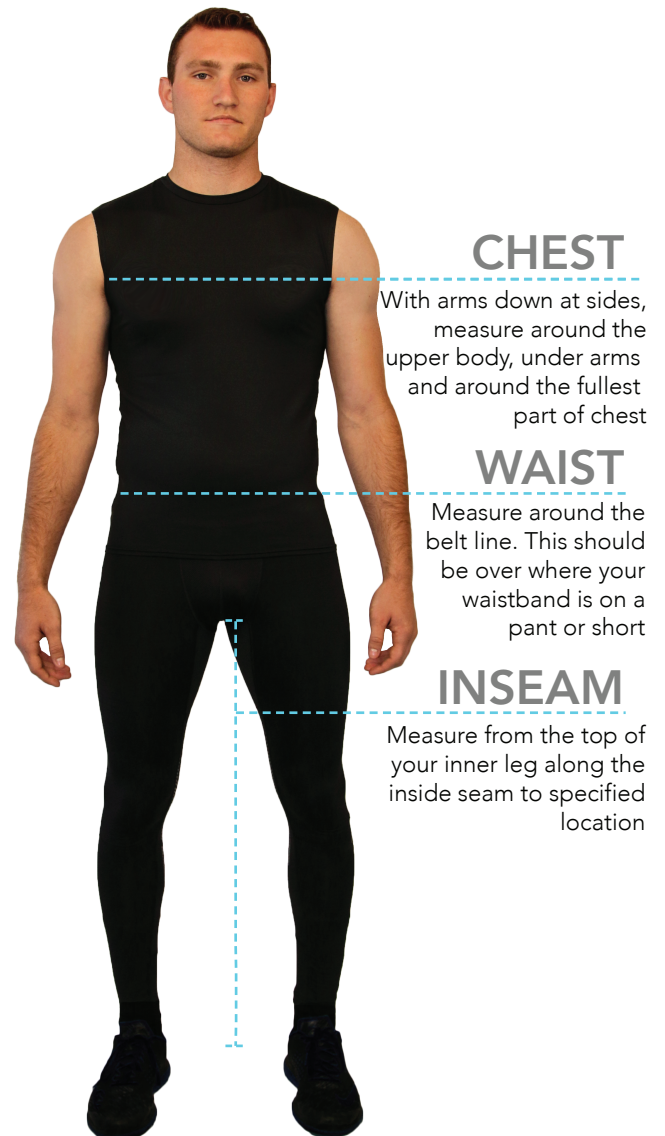 CHEST
With arms down at sides,
measure around the
upper body, under arms
and around the fullest
part of chest
WAIST
Measure around the
belt line. This should
be over where your
waistband is on a
pant or short
INSEAM
Measure from the top of
your inner leg along the
inside seam to specified
location